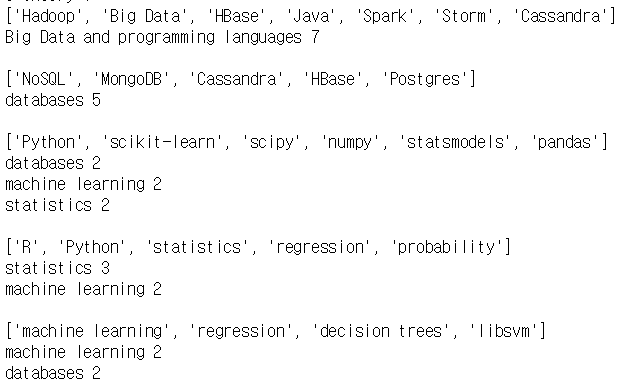 ['Hadoop', 'Big Data', 'HBase', 'Java', 'Spark', 'Storm', 'Cassandra']
Big Data and programming languages 7
['NoSQL', 'MongoDB', 'Cassandra', 'HBase', 'Postgres']
databases 5
['Python', 'scikit-learn', 'scipy', 'numpy', 'statsmodels', 'pandas']
databases 2
machine learning 2
statistics 2
['R', 'Python', 'statistics', 'regression', 'probability']
statistics 3
machine learning 2
['machine learning', 'regression', 'decision trees', 'libsvm']
machine learning 2
databases 2